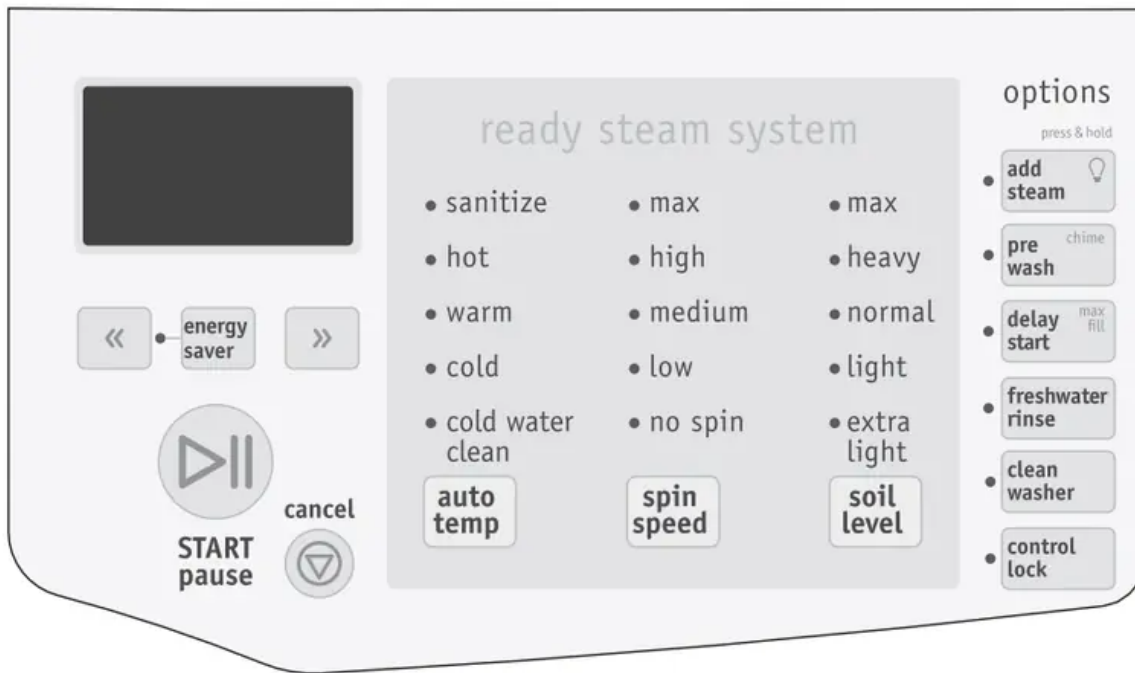 ready steam system
sanitize
hot
warm
cold
cold water
clean
auto
temp
max
high
medium
low
no spin
spin
speed
max
heavy
normal
light
extra
light
soil
level
«
energy
saver
»
START
pause
cancel
options
press & hold
add
steam
pre
wash
chime
delay
start
max
fill
freshwater
rinse
clean
washer
control
lock